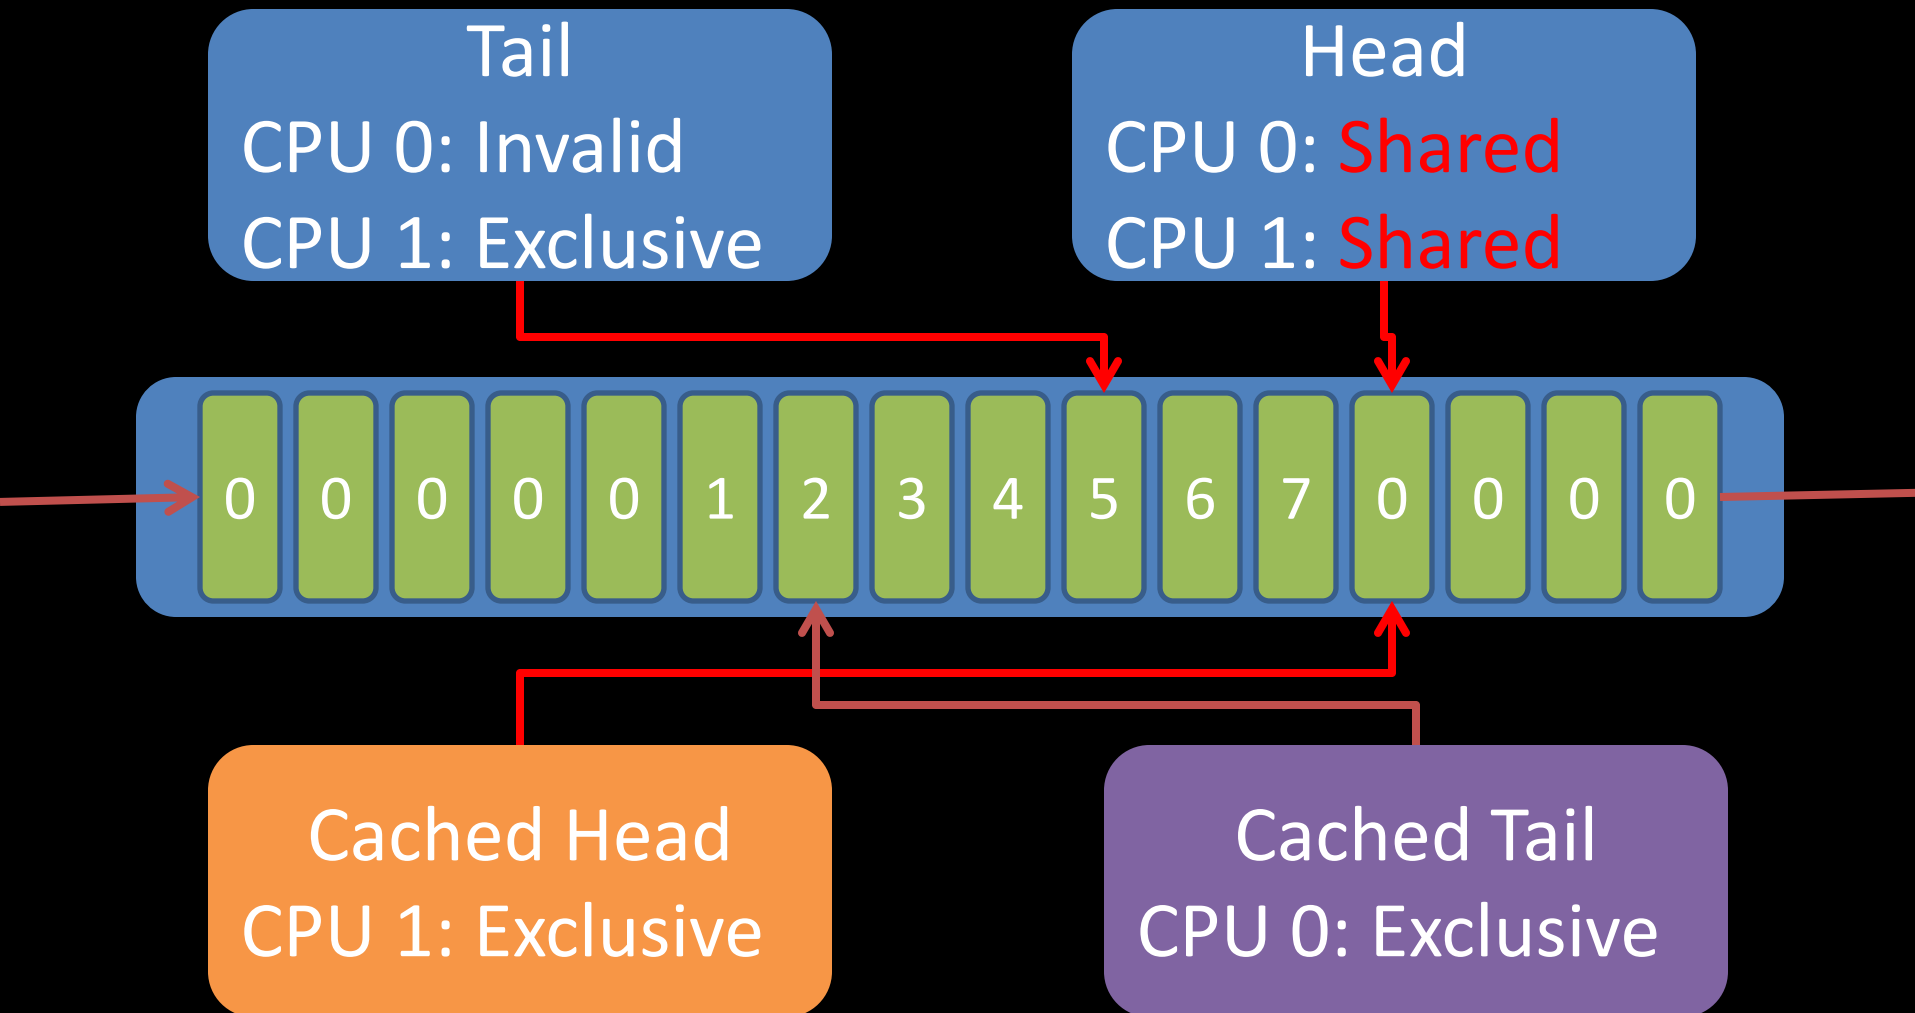 Tail
CPU 0: Invalid
CPU 1: Exclusive
Head
CPU 0: Shared
CPU 1: Shared
0 0 0 0 0 1 2 3 4 5 6 7 0 0 0 0
Cached Head
CPU 1: Exclusive
Cached Tail
CPU 0: Exclusive